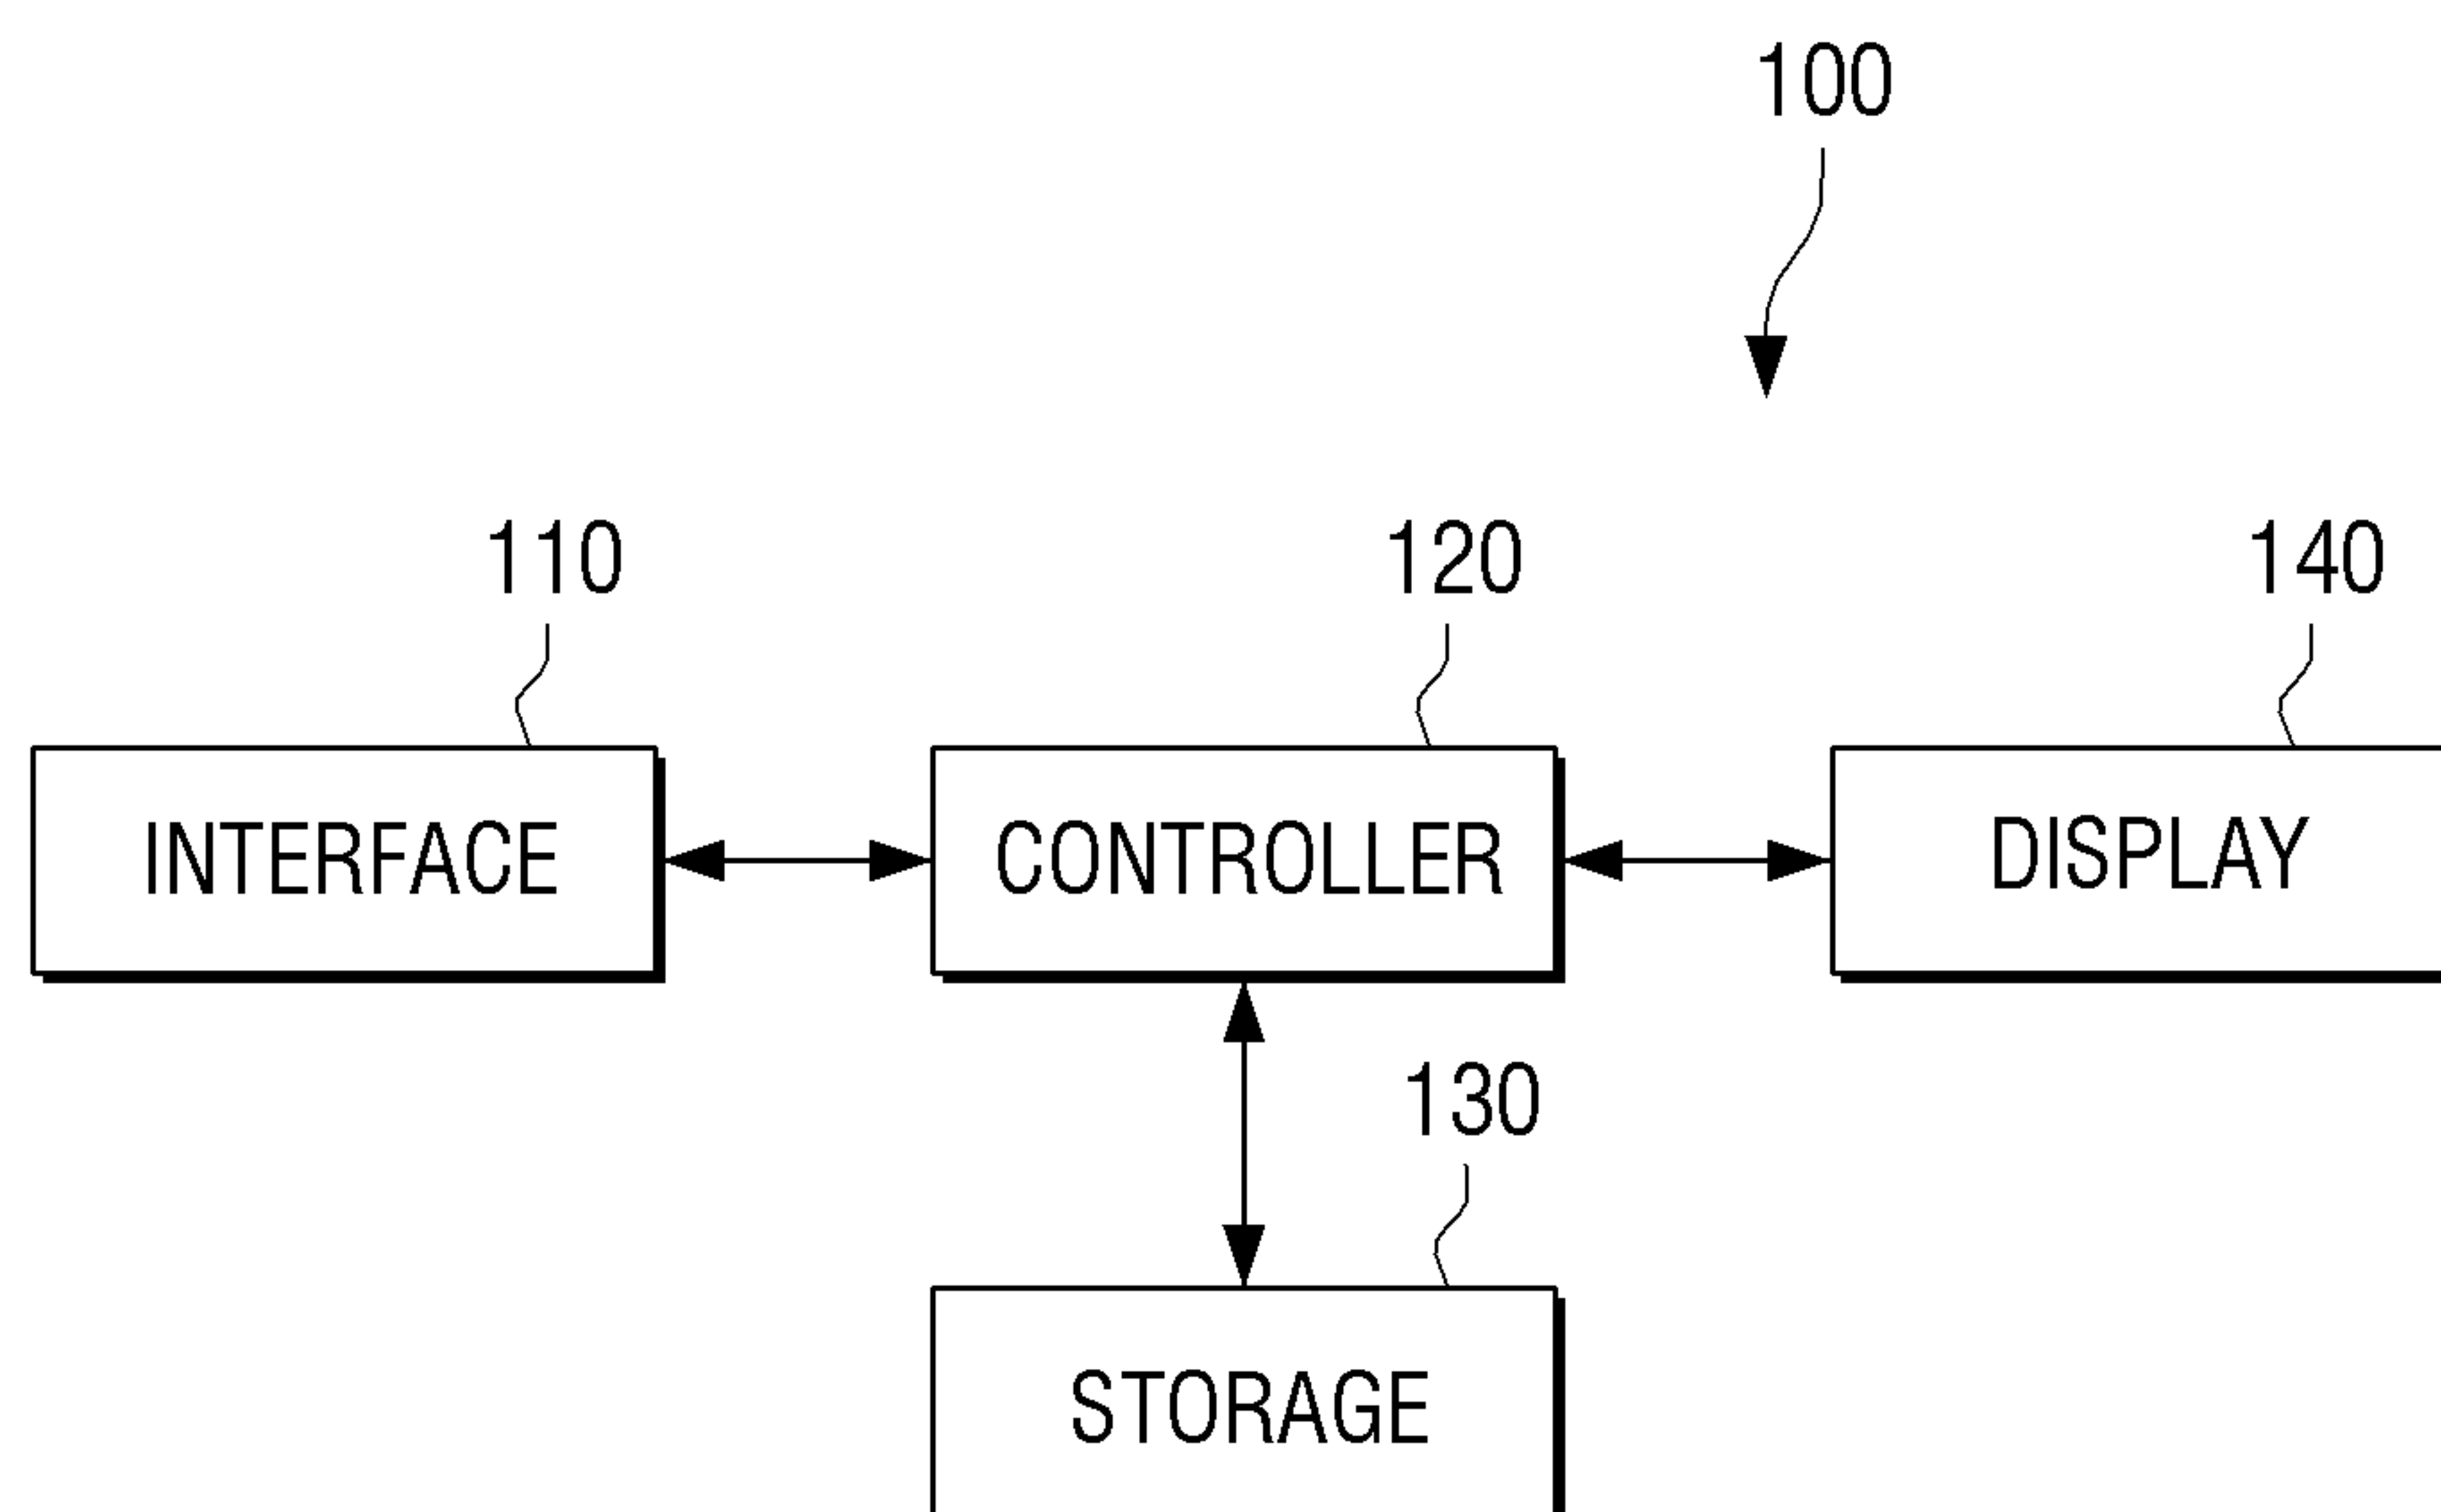 100
110 120 140
INTERFACE CONTROLLER DISPLAY
130
STORAGE